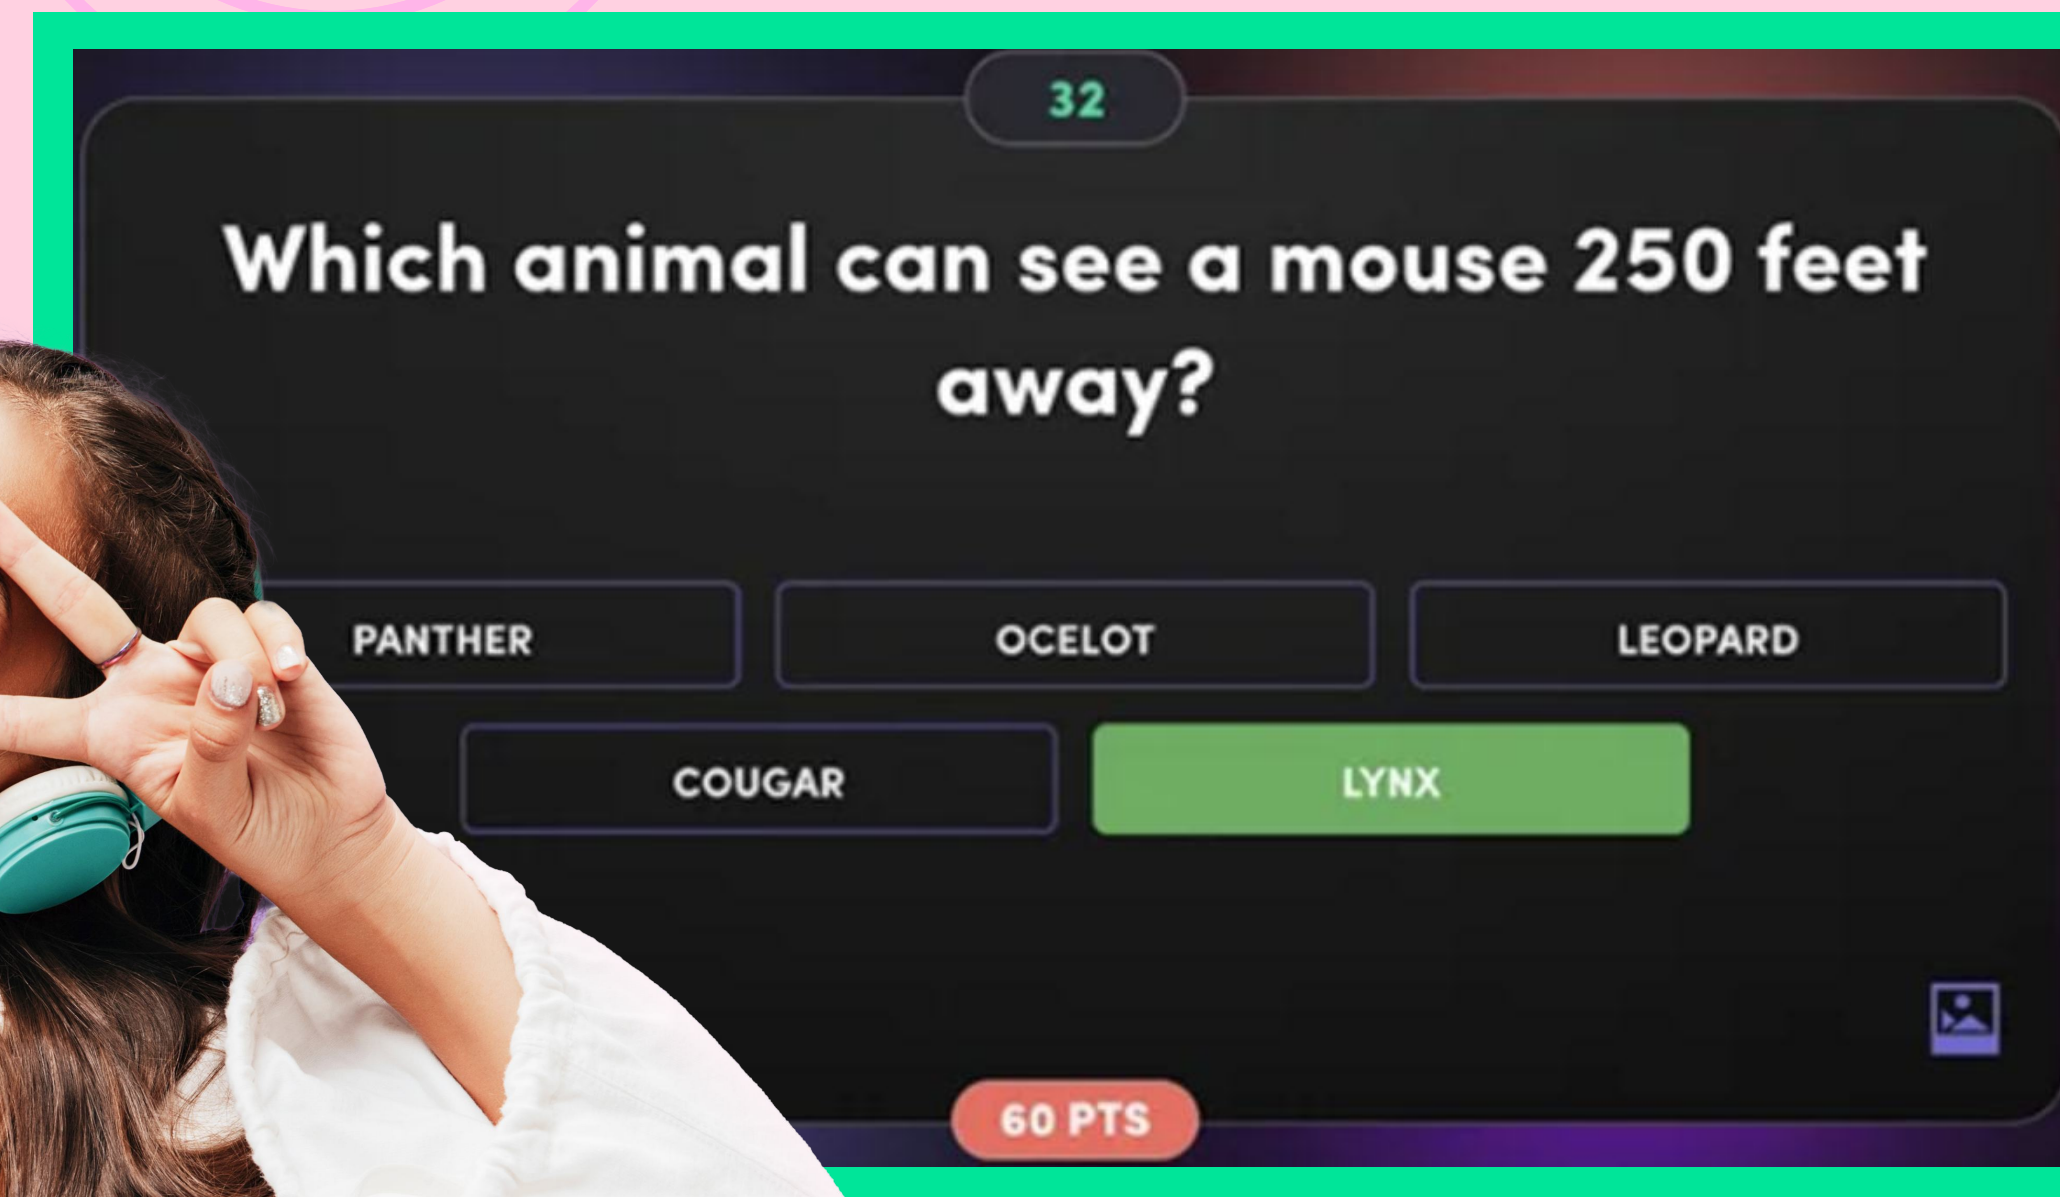 32
Which animal can see a mouse 250 feet
away?
PANTHER
OCELOT
LEOPARD
COUGAR
LYNX
60 PTS